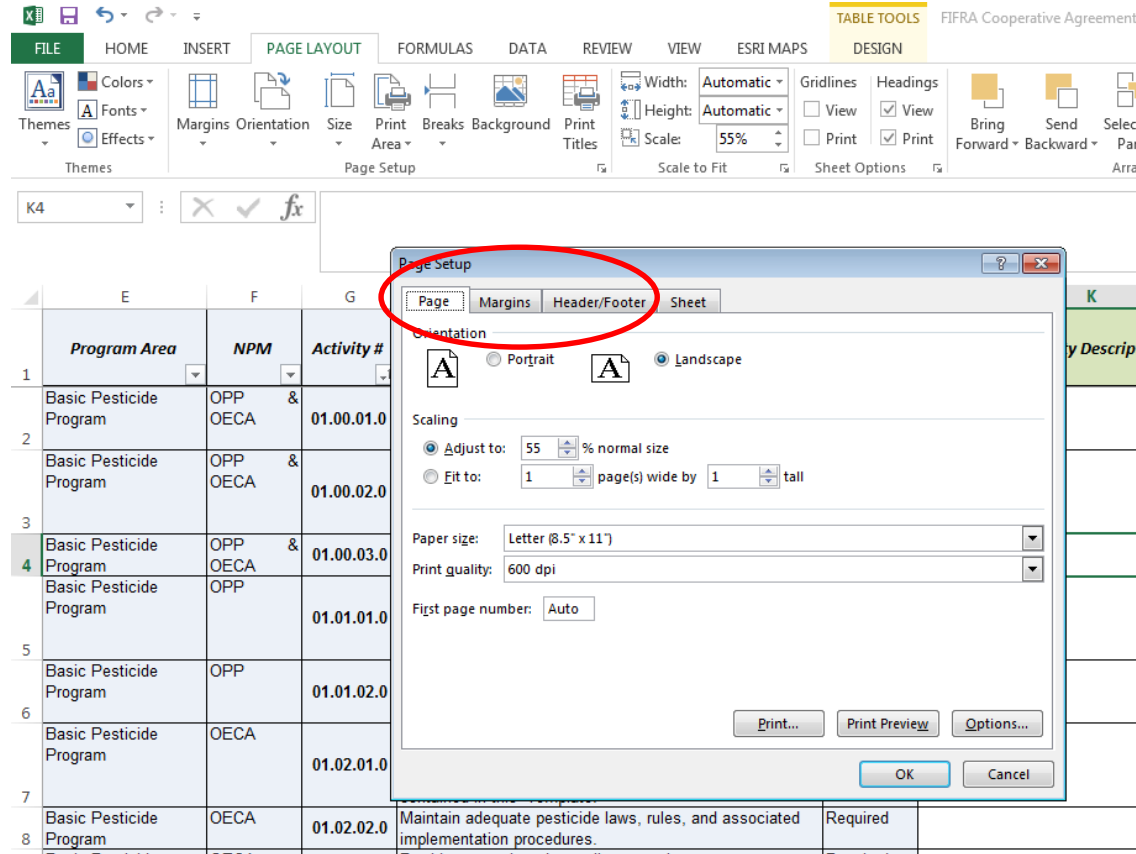 TABLE TOOLS FIFRA Cooperative Agreement
FILE HOME INSERT PAGE LAYOUT FORMULAS DATA REVIEW VIEW ESRI MAPS DESIGN
Colors Width: Automatic Gridlines Headings
Fonts Height: Automatic View View
Themes Margins Orientation Size Print Breaks Background Print Bring Send
Effects Area Titles Scale: 55% Print Print Forward Backward
Themes Page Setup Scale to Fit Sheet Options
K4 fx
Page Setup
E F G K
Page Margins Header/Footer Sheet
Orientation
1 Program Area NPM Activity #
A Portrait A Landscape
2 Basic Pesticide Program OPP & OECA 01.00.01.0
Scaling
Adjust to: 55 % normal size
3 Basic Pesticide Program OPP & OECA 01.00.02.0
Fit to: 1 page(s) wide by 1 tall
Paper size: Letter (8.5" x 11")
4 Basic Pesticide Program OPP & OECA 01.00.03.0
Print quality: 600 dpi
5 Basic Pesticide Program OPP 01.01.01.0
First page number: Auto
6 Basic Pesticide Program OPP 01.01.02.0
Print... Print Preview Options...
7 Basic Pesticide Program OECA 01.02.01.0
OK Cancel
8 Basic Pesticide Program OECA 01.02.02.0 Maintain adequate pesticide laws, rules, and associated implementation procedures. Required